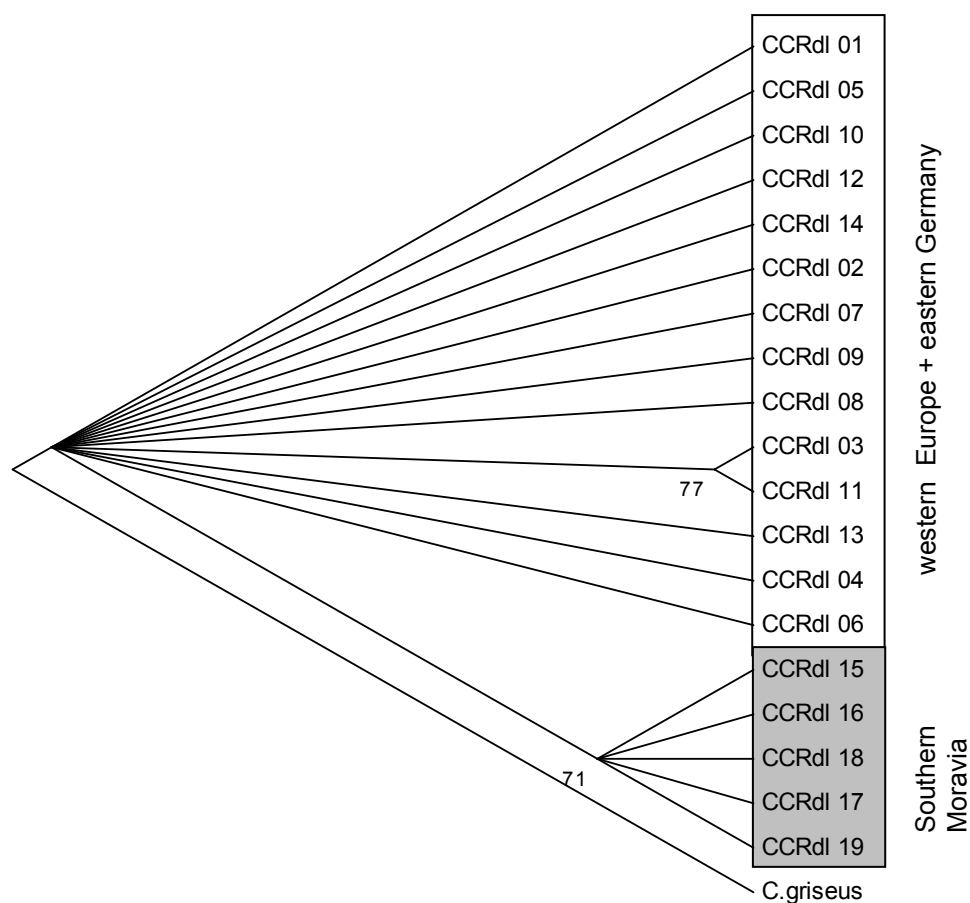 CCRdl 01
CCRdl 05
CCRdl 10
CCRdl 12
CCRdl 14
CCRdl 02
CCRdl 07
CCRdl 09
CCRdl 08
CCRdl 03
77
CCRdl 11
CCRdl 13
CCRdl 04
CCRdl 06
western Europe + eastern Germany
CCRdl 15
CCRdl 16
CCRdl 18
71
CCRdl 17
CCRdl 19
Southern
Moravia
C.griseus